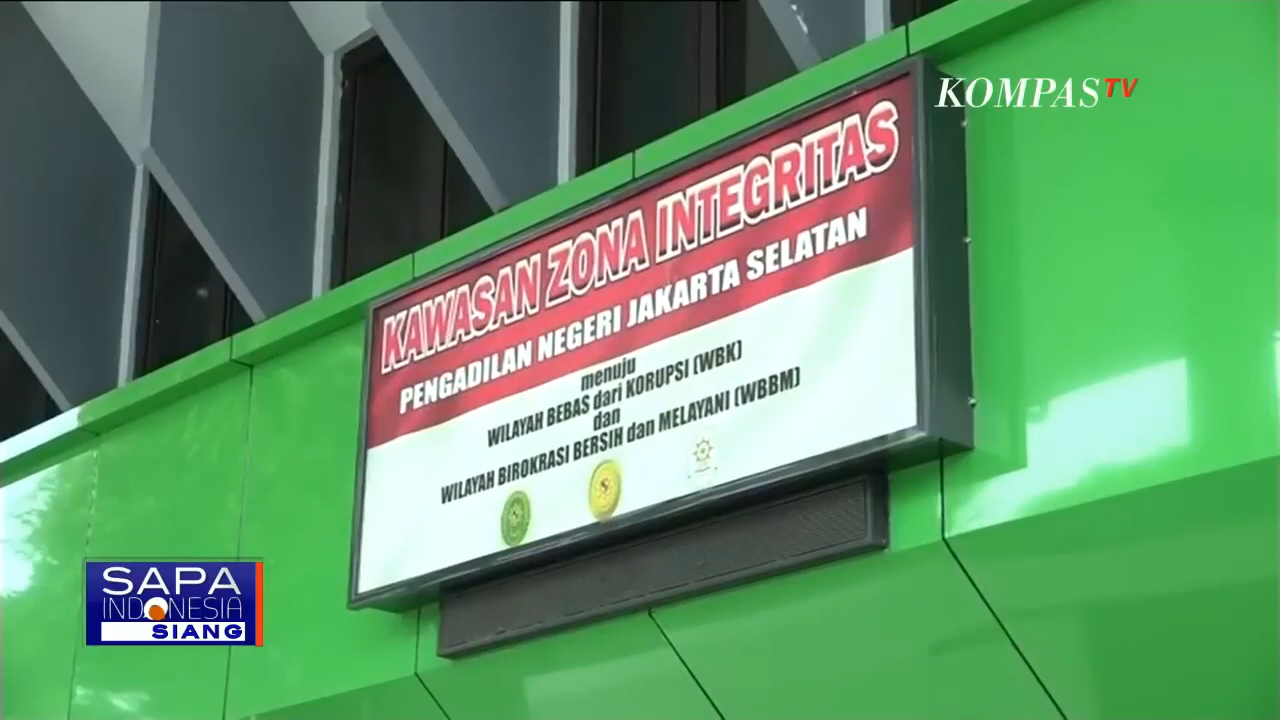 KOMPASTV
KAWASAN ZONA INTEGRITAS
PENGADILAN NEGERI JAKARTA SELATAN
menuju
WILAYAH BEBAS dari KORUPSI (WBK)
dan
WILAYAH BIROKRASI BERSIH dan MELAYANI (WBBM)
SAPA
INDONESIA
SIANG